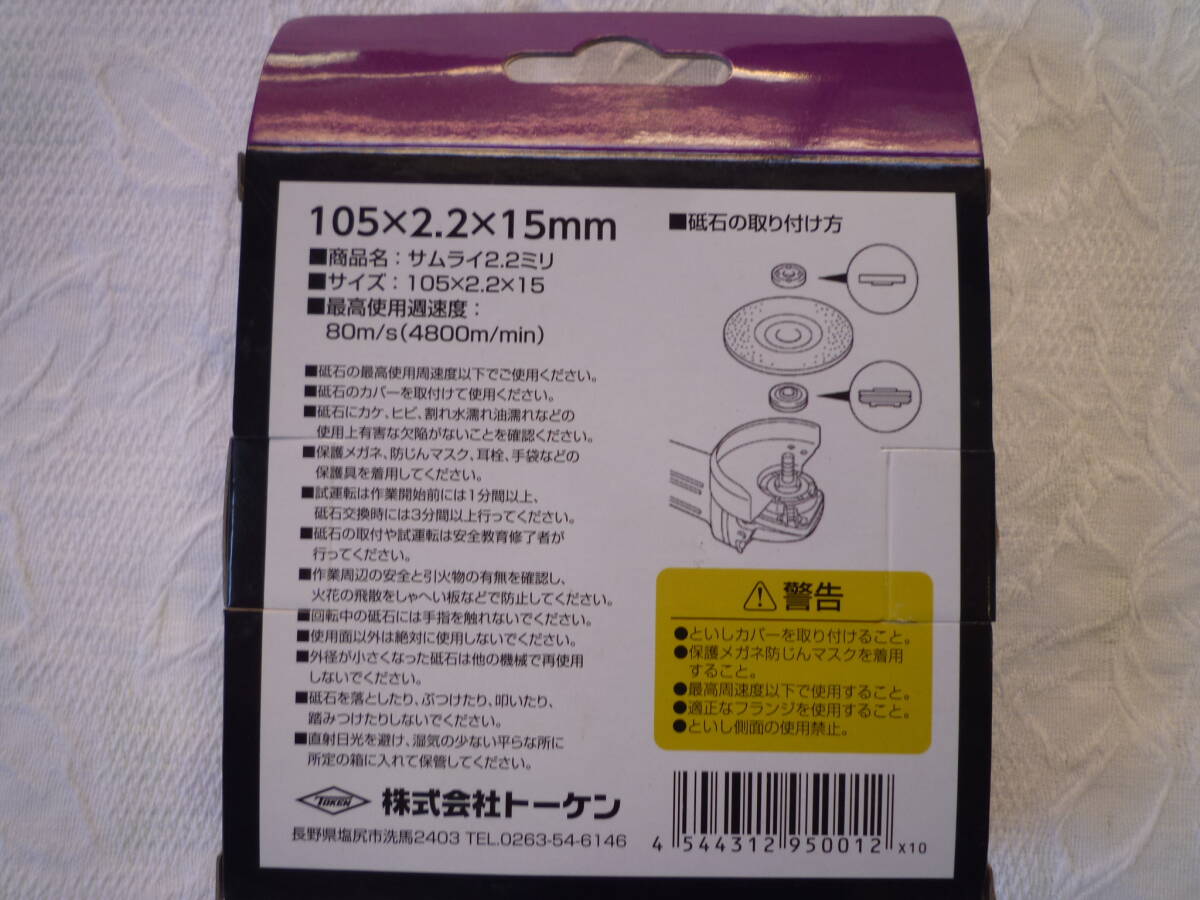 105×2.2×15mm
■商品名：サムライ2.2ミリ
■サイズ：105×2.2×15
■最高使用週速度：
80m/s(4800m/min)
■砥石の最高使用周速度以下でご使用ください。
■砥石のカバーを取付けて使用ください。
■砥石にカケ、ヒビ、割れ水濡れ油濡れなどの
使用上有害な欠陥がないことを確認ください。
■保護メガネ、防じんマスク、耳栓、手袋などの
保護具を着用してください。
■試運転は作業開始前には1分間以上、
砥石交換時には3分間以上行ってください。
■砥石の取付や試運転は安全教育修了者が
行ってください。
■作業周辺の安全と引火物の有無を確認し、
火花の飛散をしゃへい板などで防止してください。
■回転中の砥石には手指を触れないでください。
■使用面以外は絶対に使用しないでください。
■外径が小さくなった砥石は他の機械で再使用
しないでください。
■砥石を落としたり、ぶつけたり、叩いたり、
踏みつけたりしないでください。
■直射日光を避け、湿気の少ない平らな所に
所定の箱に入れて保管してください。
TOKEN 株式会社トーケン
長野県塩尻市洗馬2403 TEL.0263-54-6146
■砥石の取り付け方
警告
●といしカバーを取り付けること。
●保護メガネ防じんマスクを着用
すること。
●最高周速度以下で使用すること。
●適正なフランジを使用すること。
●といし側面の使用禁止。
4 544312 950012 x10